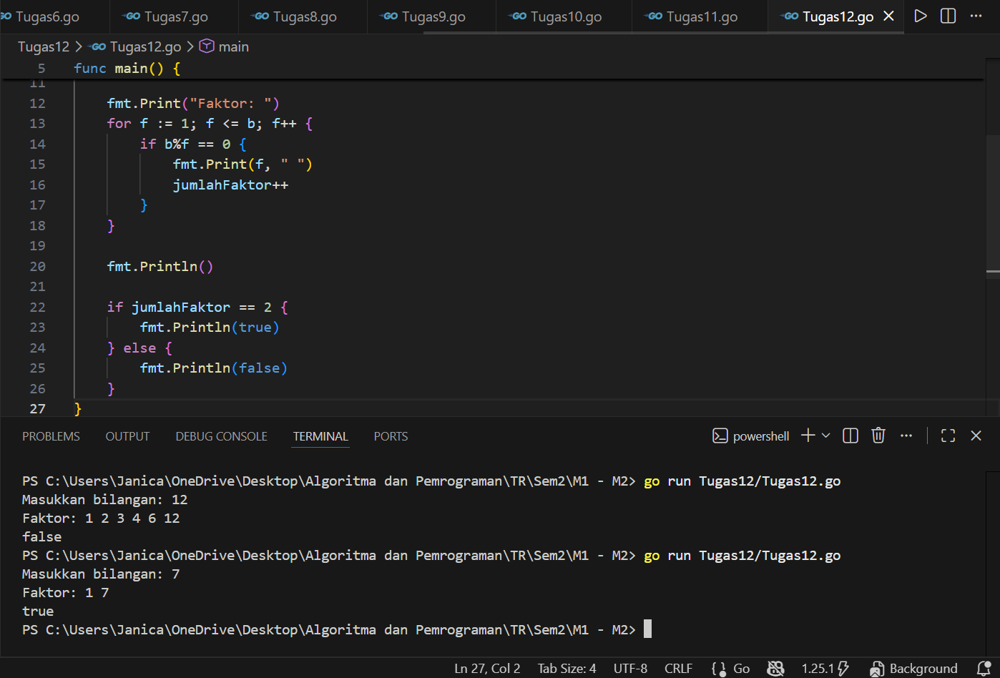 Tugas6.go Tugas7.go Tugas8.go Tugas9.go Tugas10.go Tugas11.go Tugas12.go
Tugas12 > Tugas12.go > main
5 func main() {
11
12 fmt.Print("Faktor: ")
13 for f := 1; f <= b; f++ {
14 if b%f == 0 {
15 fmt.Print(f, " ")
16 jumlahFaktor++
17 }
18 }
19
20 fmt.Println()
21
22 if jumlahFaktor == 2 {
23 fmt.Println(true)
24 } else {
25 fmt.Println(false)
26 }
27 }
PROBLEMS OUTPUT DEBUG CONSOLE TERMINAL PORTS powershell
PS C:\Users\Janica\OneDrive\Desktop\Algoritma dan Pemrograman\TR\Sem2\M1 - M2> go run Tugas12/Tugas12.go
Masukkan bilangan: 12
Faktor: 1 2 3 4 6 12
false
PS C:\Users\Janica\OneDrive\Desktop\Algoritma dan Pemrograman\TR\Sem2\M1 - M2> go run Tugas12/Tugas12.go
Masukkan bilangan: 7
Faktor: 1 7
true
PS C:\Users\Janica\OneDrive\Desktop\Algoritma dan Pemrograman\TR\Sem2\M1 - M2>
Ln 27, Col 2 Tab Size: 4 UTF-8 CRLF {} Go 1.25.1 Background